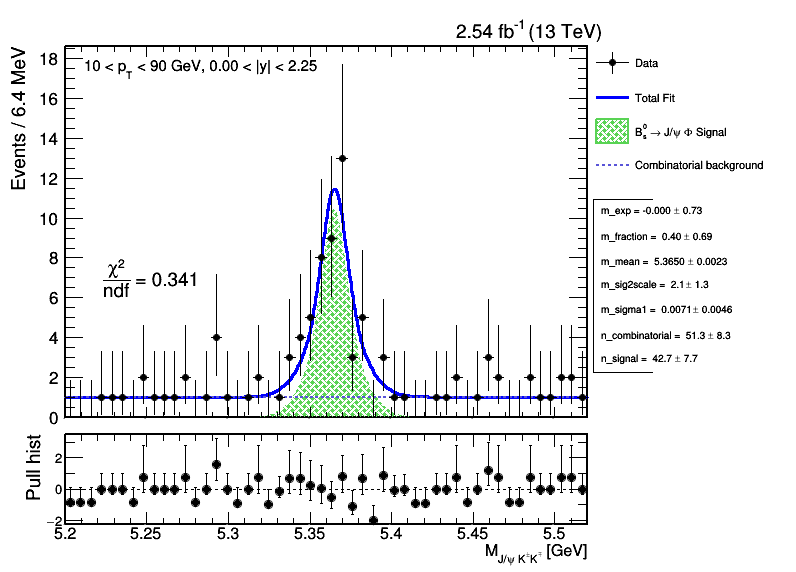 2.54 fb⁻¹ (13 TeV)
Events / 6.4 MeV
18
16
14
12
10
8
6
4
2
0
10 < p_T < 90 GeV, 0.00 < |y| < 2.25
χ²/ndf = 0.341
Data
Total Fit
B_s^0 → J/ψ Φ Signal
Combinatorial background
m_exp = -0.000 ± 0.73
m_fraction = 0.40 ± 0.69
m_mean = 5.3650 ± 0.0023
m_sig2scale = 2.1 ± 1.3
m_sigma1 = 0.0071 ± 0.0046
n_combinatorial = 51.3 ± 8.3
n_signal = 42.7 ± 7.7
Pull hist
2
0
−2
5.2 5.25 5.3 5.35 5.4 5.45 5.5
M_{J/ψ K^±K^∓} [GeV]